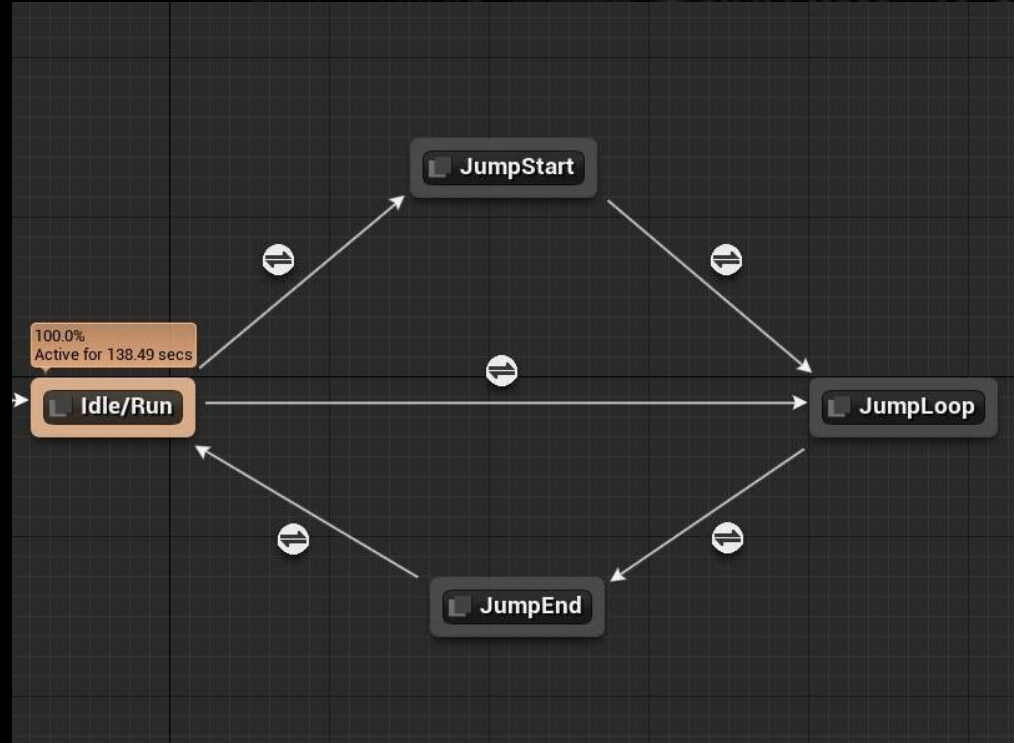 JumpStart
100.0%
Active for 138.49 secs
Idle/Run
JumpLoop
JumpEnd